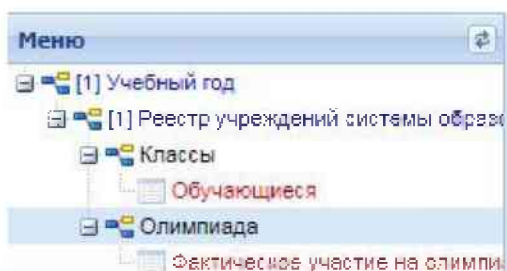 Меню
[1] Учебный год
[1] Реестр учреждений системы образо
Классы
Обучающиеся
Олимпиада
Фактическое участие на олимпи